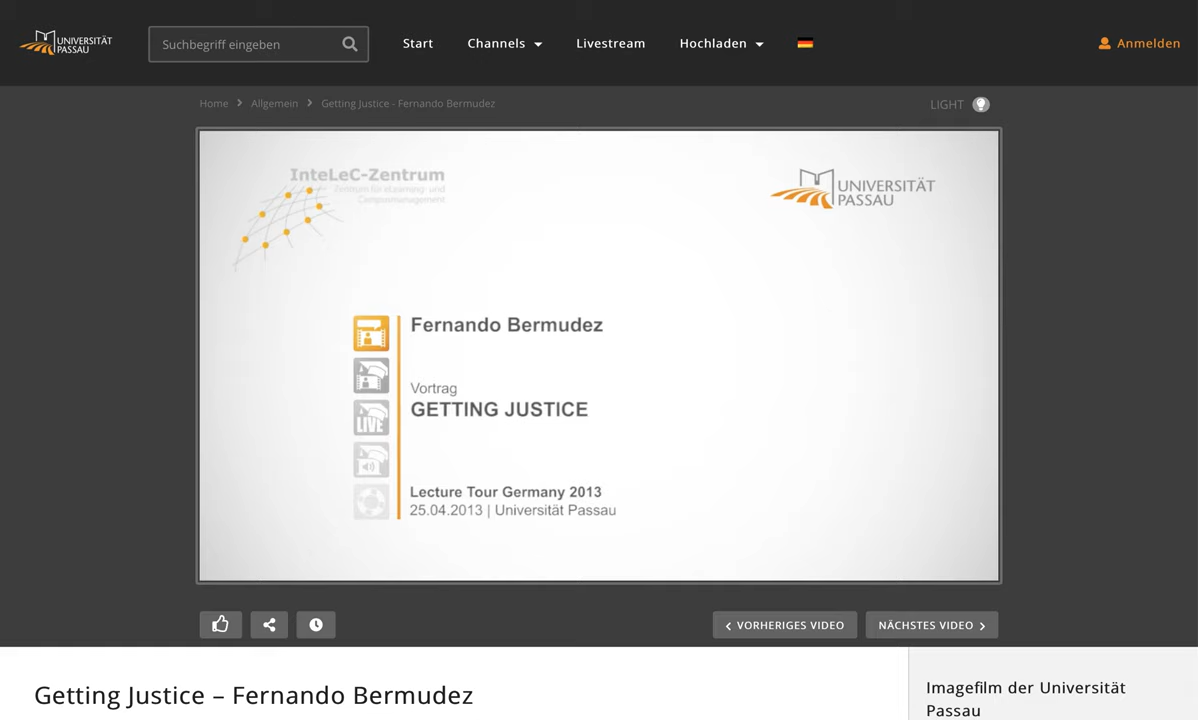 UNIVERSITÄT
PASSAU
Suchbegriff eingeben
Start
Channels
Livestream
Hochladen
Anmelden
Home > Allgemein > Getting Justice - Fernando Bermudez
LIGHT
InteLeC-Zentrum
Zentrum für eLearning- und
Campusmanagement
UNIVERSITÄT
PASSAU
Fernando Bermudez
Vortrag
GETTING JUSTICE
LIVE
Lecture Tour Germany 2013
25.04.2013 | Universität Passau
VORHERIGES VIDEO
NÄCHSTES VIDEO
Getting Justice – Fernando Bermudez
Imagefilm der Universität
Passau